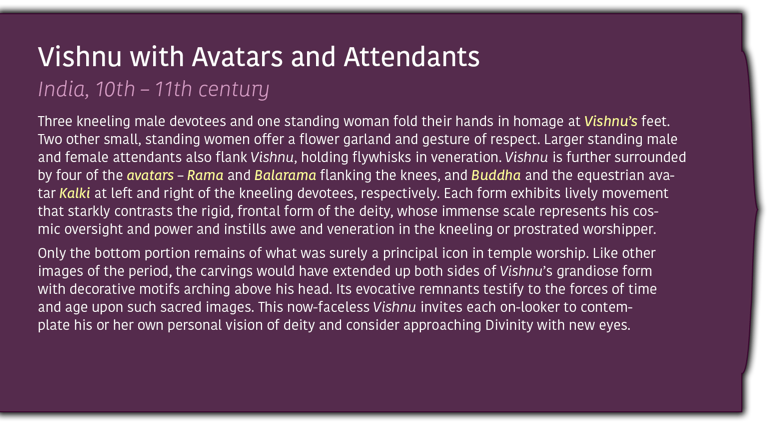 Vishnu with Avatars and Attendants
India, 10th – 11th century
Three kneeling male devotees and one standing woman fold their hands in homage at Vishnu's feet.
Two other small, standing women offer a flower garland and gesture of respect. Larger standing male
and female attendants also flank Vishnu, holding flywhisks in veneration. Vishnu is further surrounded
by four of the avatars – Rama and Balarama flanking the knees, and Buddha and the equestrian ava-
tar Kalki at left and right of the kneeling devotees, respectively. Each form exhibits lively movement
that starkly contrasts the rigid, frontal form of the deity, whose immense scale represents his cos-
mic oversight and power and instills awe and veneration in the kneeling or prostrated worshipper.
Only the bottom portion remains of what was surely a principal icon in temple worship. Like other
images of the period, the carvings would have extended up both sides of Vishnu's grandiose form
with decorative motifs arching above his head. Its evocative remnants testify to the forces of time
and age upon such sacred images. This now-faceless Vishnu invites each on-looker to contem-
plate his or her own personal vision of deity and consider approaching Divinity with new eyes.